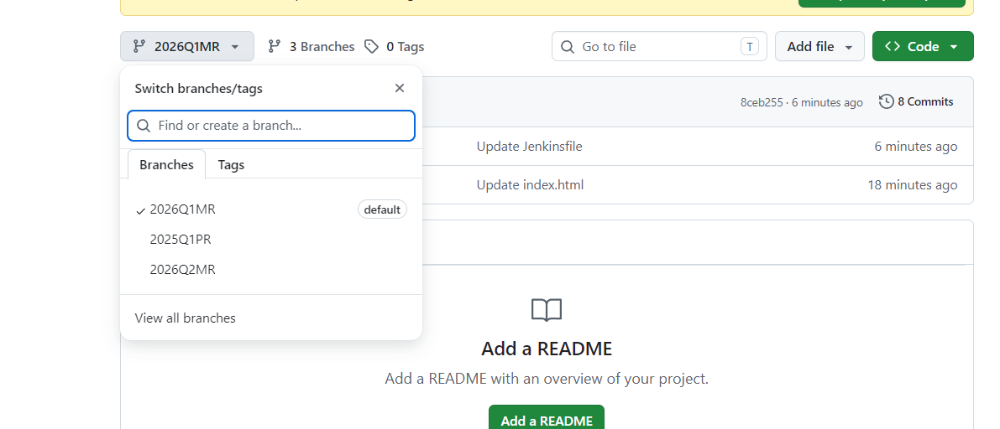 2026Q1MR
3 Branches
0 Tags
Go to file
T
Add file
Code
Switch branches/tags
Find or create a branch...
Branches
Tags
2026Q1MR
default
2025Q1PR
2026Q2MR
View all branches
8ceb255 · 6 minutes ago
8 Commits
Update Jenkinsfile
6 minutes ago
Update index.html
18 minutes ago
Add a README
Add a README with an overview of your project.
Add a README